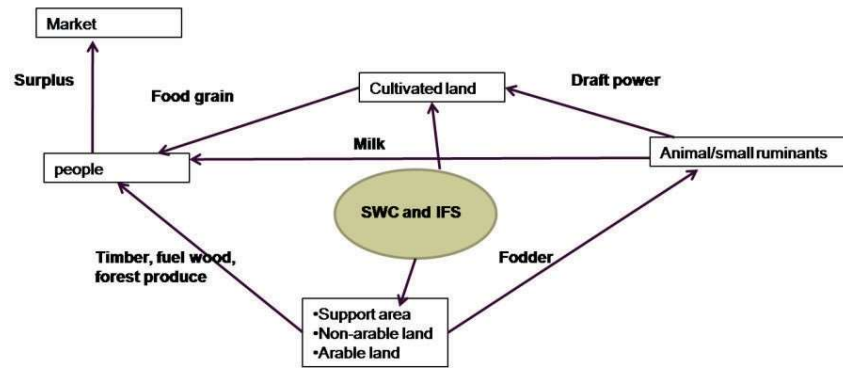 Market
Surplus
Food grain
Cultivated land
Draft power
Milk
people
Animal/small ruminants
SWC and IFS
Timber, fuel wood,
forest produce
Fodder
•Support area
•Non-arable land
•Arable land